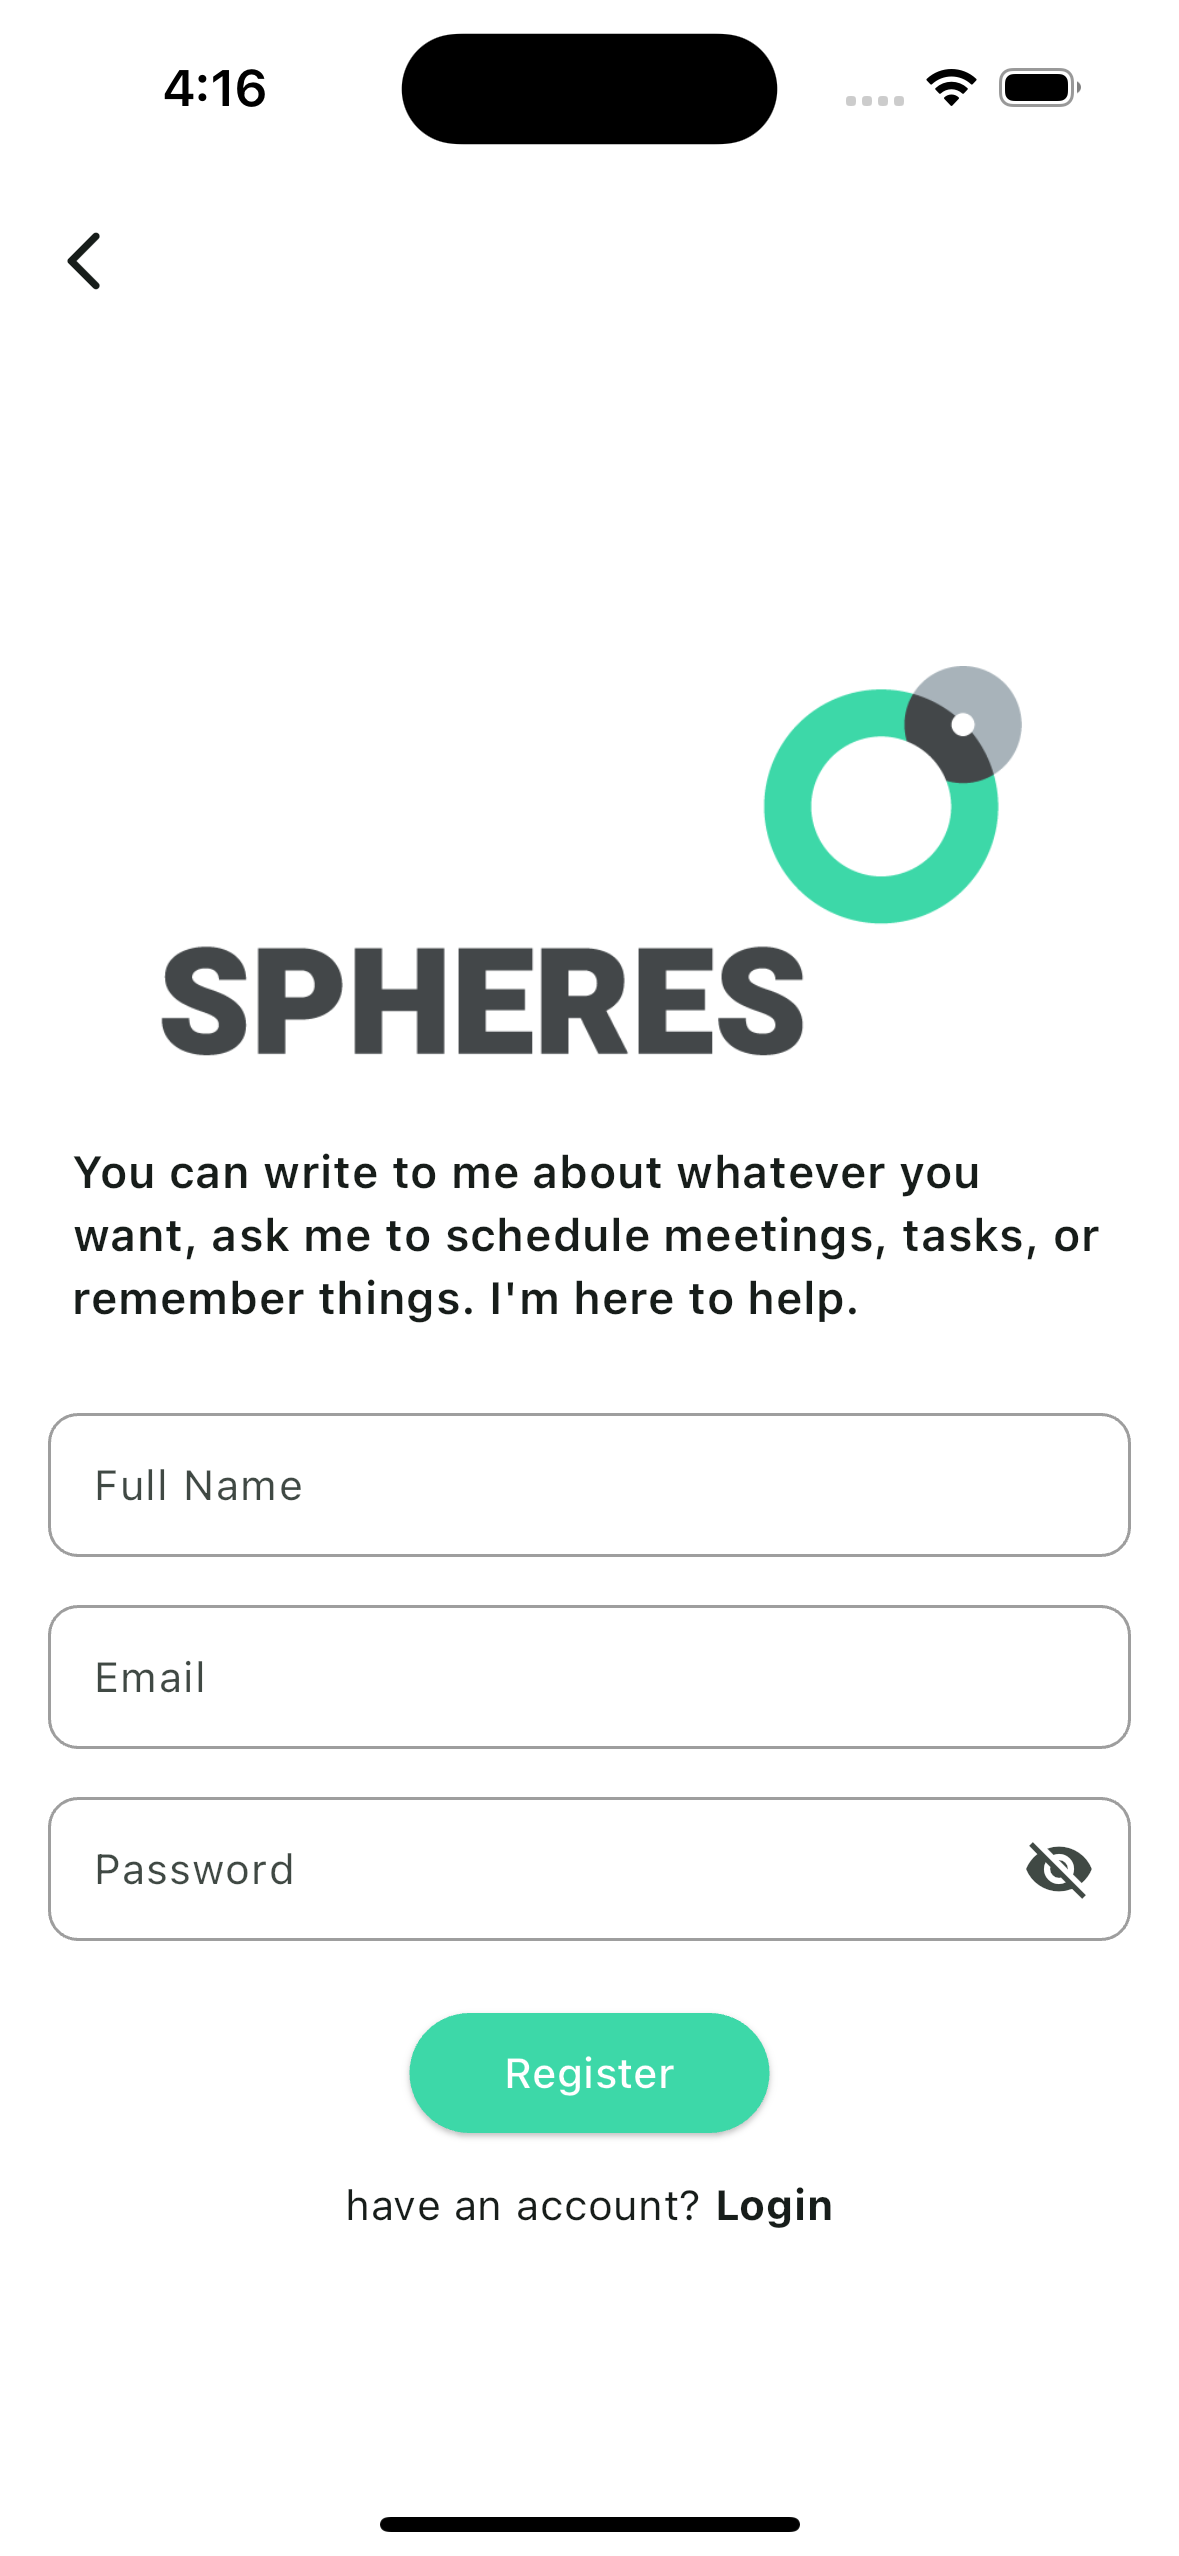 4:16
SPHERES
You can write to me about whatever you
want, ask me to schedule meetings, tasks, or
remember things. I'm here to help.
Full Name
Email
Password
Register
have an account? Login